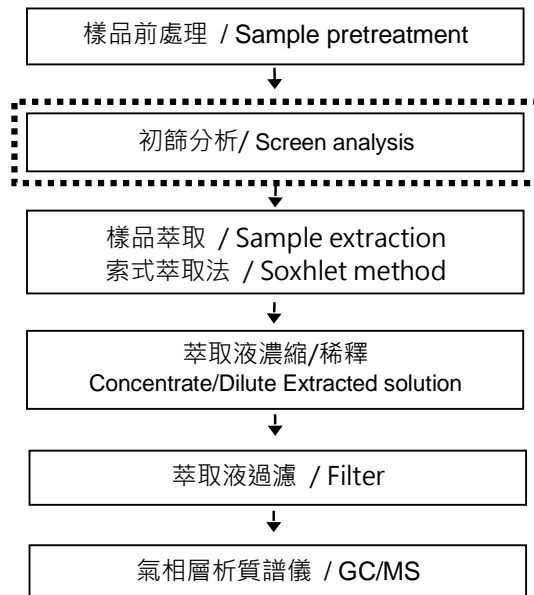 樣品前處理 / Sample pretreatment
初篩分析/ Screen analysis
樣品萃取 / Sample extraction
索式萃取法 / Soxhlet method
萃取液濃縮/稀釋
Concentrate/Dilute Extracted solution
萃取液過濾 / Filter
氣相層析質譜儀 / GC/MS